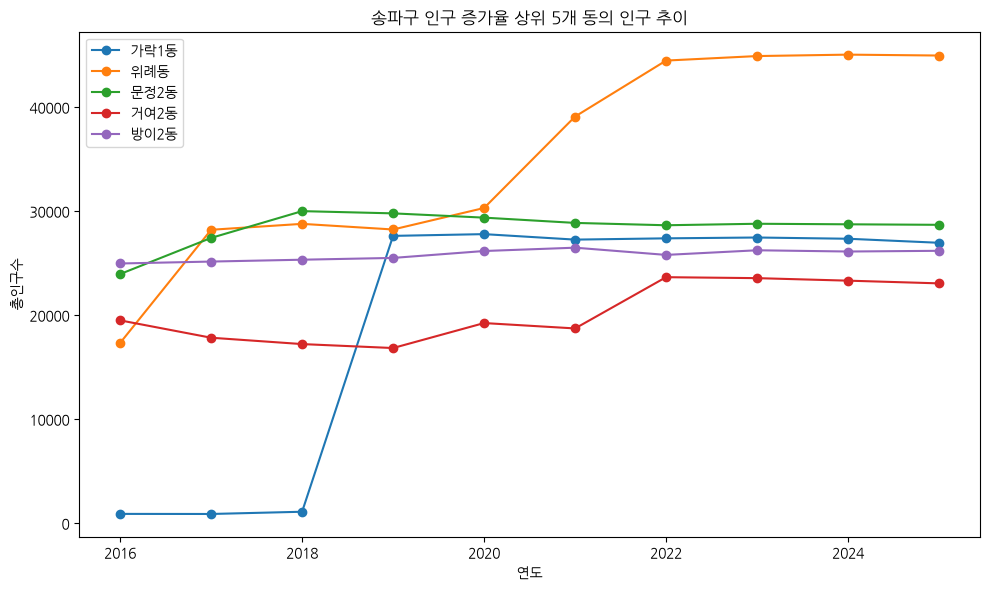 송파구 인구 증가율 상위 5개 동의 인구 추이
가락1동
위례동
문정2동
거여2동
방이2동
총인구수
40000
30000
20000
10000
0
2016
2018
2020
2022
2024
연도